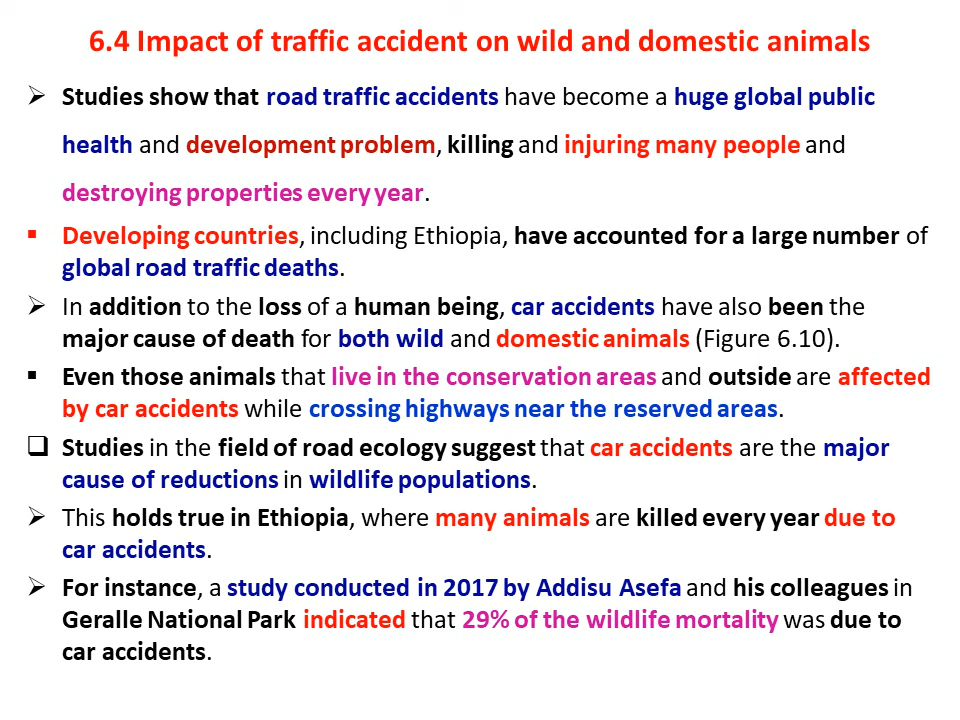 6.4 Impact of traffic accident on wild and domestic animals
➢ Studies show that road traffic accidents have become a huge global public
health and development problem, killing and injuring many people and
destroying properties every year.
▪ Developing countries, including Ethiopia, have accounted for a large number of
global road traffic deaths.
➢ In addition to the loss of a human being, car accidents have also been the
major cause of death for both wild and domestic animals (Figure 6.10).
▪ Even those animals that live in the conservation areas and outside are affected
by car accidents while crossing highways near the reserved areas.
❑ Studies in the field of road ecology suggest that car accidents are the major
cause of reductions in wildlife populations.
➢ This holds true in Ethiopia, where many animals are killed every year due to
car accidents.
➢ For instance, a study conducted in 2017 by Addisu Asefa and his colleagues in
Geralle National Park indicated that 29% of the wildlife mortality was due to
car accidents.